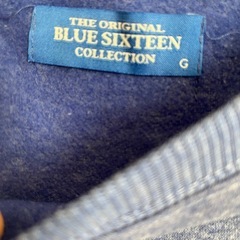 THE ORIGINAL
BLUE SIXTEEN
COLLECTION
G